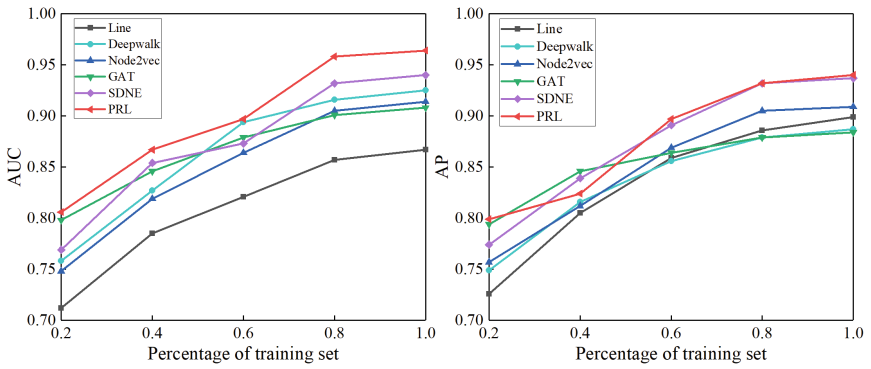 1.00
0.95
0.90
0.85
0.80
0.75
0.70
AUC
Line
Deepwalk
Node2vec
GAT
SDNE
PRL
0.2 0.4 0.6 0.8 1.0
Percentage of training set
1.00
0.95
0.90
0.85
0.80
0.75
0.70
AP
Line
Deepwalk
Node2vec
GAT
SDNE
PRL
0.2 0.4 0.6 0.8 1.0
Percentage of training set